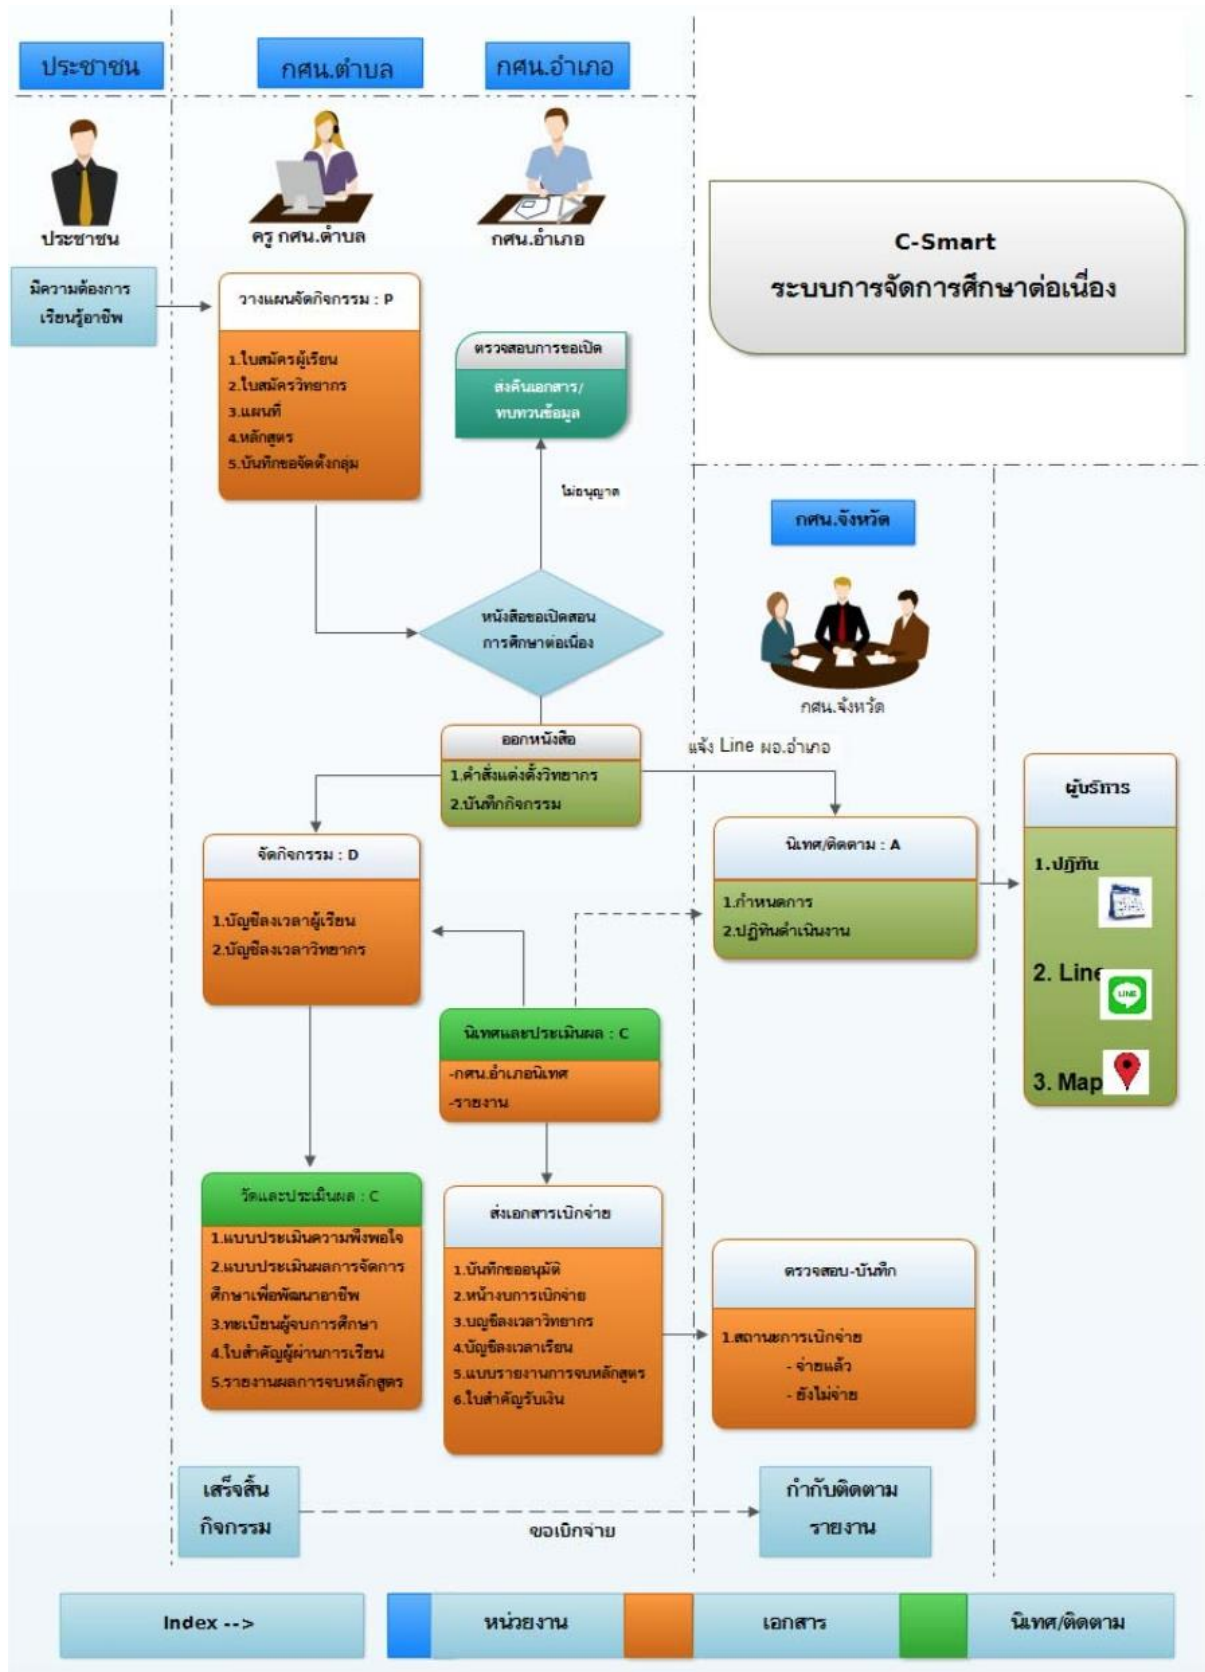 ประชาชน
กศน.ตำบล
กศน.อำเภอ
ประชาชน
ครู กศน.ตำบล
กศน.อำเภอ
C-Smart
ระบบการจัดการศึกษาต่อเนื่อง
มีความต้องการ
เรียนรู้อาชีพ
วางแผนจัดกิจกรรม : P
1.ใบสมัครผู้เรียน
2.ใบสมัครวิทยากร
3.แผนที่
4.หลักสูตร
5.บันทึกขอจัดตั้งกลุ่ม
ตรวจสอบการขอเปิด
ส่งคืนเอกสาร/
ทบทวนข้อมูล
ไม่อนุญาต
กศน.จังหวัด
หนังสือขอเปิดสอน
การศึกษาต่อเนื่อง
กศน.จังหวัด
ออกหนังสือ
1.คำสั่งแต่งตั้งวิทยากร
2.บันทึกกิจกรรม
แจ้ง Line ผอ.อำเภอ
ผู้บริการ
1.ปฏิทิน
2. Line
LINE
3. Map
จัดกิจกรรม : D
1.บัญชีลงเวลาผู้เรียน
2.บัญชีลงเวลาวิทยากร
นิเทศ/ติดตาม : A
1.กำหนดการ
2.ปฏิทินดำเนินงาน
นิเทศและประเมินผล : C
-กศน.อำเภอนิเทศ
-รายงาน
วัดและประเมินผล : C
1.แบบประเมินความพึงพอใจ
2.แบบประเมินผลการจัดการ
ศึกษาเพื่อพัฒนาอาชีพ
3.ทะเบียนผู้จบการศึกษา
4.ใบสำคัญผู้ผ่านการเรียน
5.รายงานผลการจบหลักสูตร
ส่งเอกสารเบิกจ่าย
1.บันทึกขออนุมัติ
2.หน้างบการเบิกจ่าย
3.บญชีลงเวลาวิทยากร
4.บัญชีลงเวลาเรียน
5.แบบรายงานการจบหลักสูตร
6.ใบสำคัญรับเงิน
ตรวจสอบ-บันทึก
1.สถานะการเบิกจ่าย
- จ่ายแล้ว
- ยังไม่จ่าย
เสร็จสิ้น
กิจกรรม
ขอเบิกจ่าย
กำกับติดตาม
รายงาน
Index -->
หน่วยงาน
เอกสาร
นิเทศ/ติดตาม